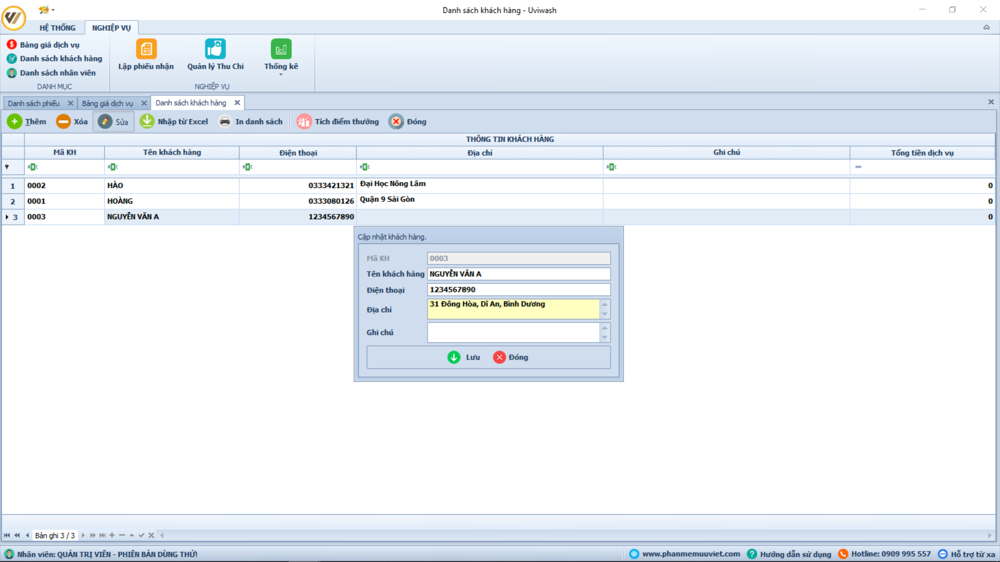 Danh sách khách hàng - Uviwash
HỆ THỐNG
NGHIỆP VỤ
Bảng giá dịch vụ
Danh sách khách hàng
Danh sách nhân viên
DANH MỤC
Lập phiếu nhận
Quản lý Thu Chi
Thống kê
NGHIỆP VỤ
Danh sách phiếu
Bảng giá dịch vụ
Danh sách khách hàng
Thêm
Xóa
Sửa
Nhập từ Excel
In danh sách
Tích điểm thưởng
Đóng
THÔNG TIN KHÁCH HÀNG
Mã KH Tên khách hàng Điện thoại Địa chỉ Ghi chú Tổng tiền dịch vụ
ABC ABC ABC ABC ABC =
1 0002 HÀO 0333421321 Đại Học Nông Lâm 0
2 0001 HOÀNG 0333080126 Quận 9 Sài Gòn 0
3 0003 NGUYỄN VĂN A 1234567890 0
Cập nhật khách hàng.
Mã KH 0003
Tên khách hàng NGUYỄN VĂN A
Điện thoại 1234567890
Địa chỉ 31 Đông Hòa, Dĩ An, Bình Dương
Ghi chú
Lưu Đóng
Bản ghi 3 / 3
Nhân viên: QUẢN TRỊ VIÊN - PHIÊN BẢN DÙNG THỬ!
www.phanmemuuviet.com
Hướng dẫn sử dụng
Hotline: 0909 995 557
Hỗ trợ từ xa